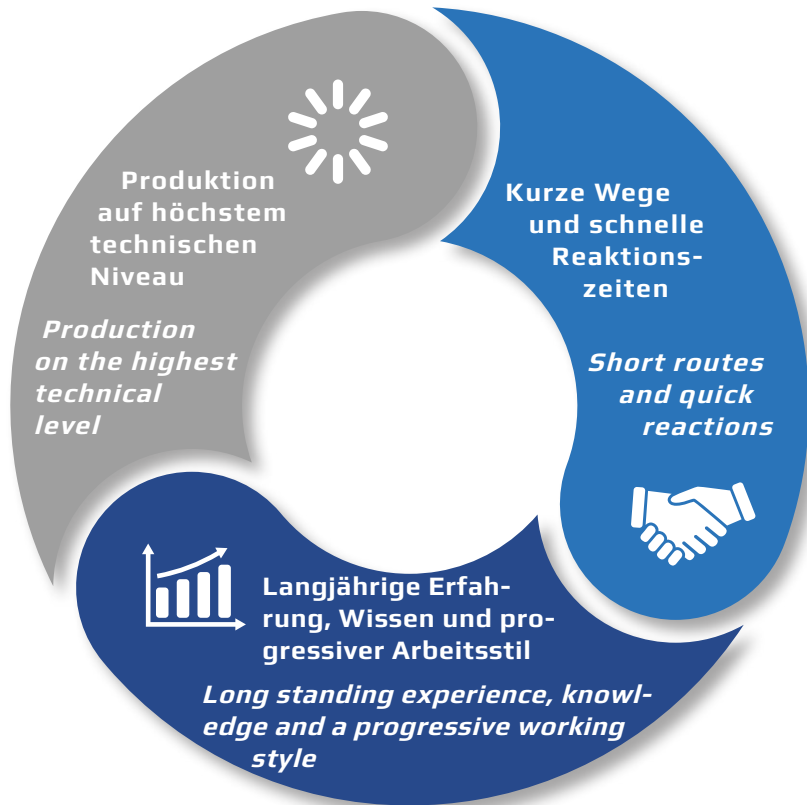 Produktion
auf höchstem
technischen
Niveau
Production
on the highest
technical
level
Kurze Wege
und schnelle
Reaktions-
zeiten
Short routes
and quick
reactions
Langjährige Erfah-
rung, Wissen und pro-
gressiver Arbeitsstil
Long standing experience, knowl-
edge and a progressive working
style